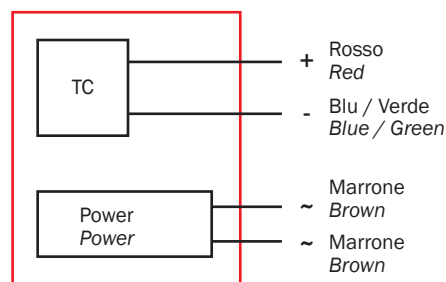 TC
+ Rosso
Red
- Blu / Verde
Blue / Green
Power
Power
~ Marrone
Brown
~ Marrone
Brown